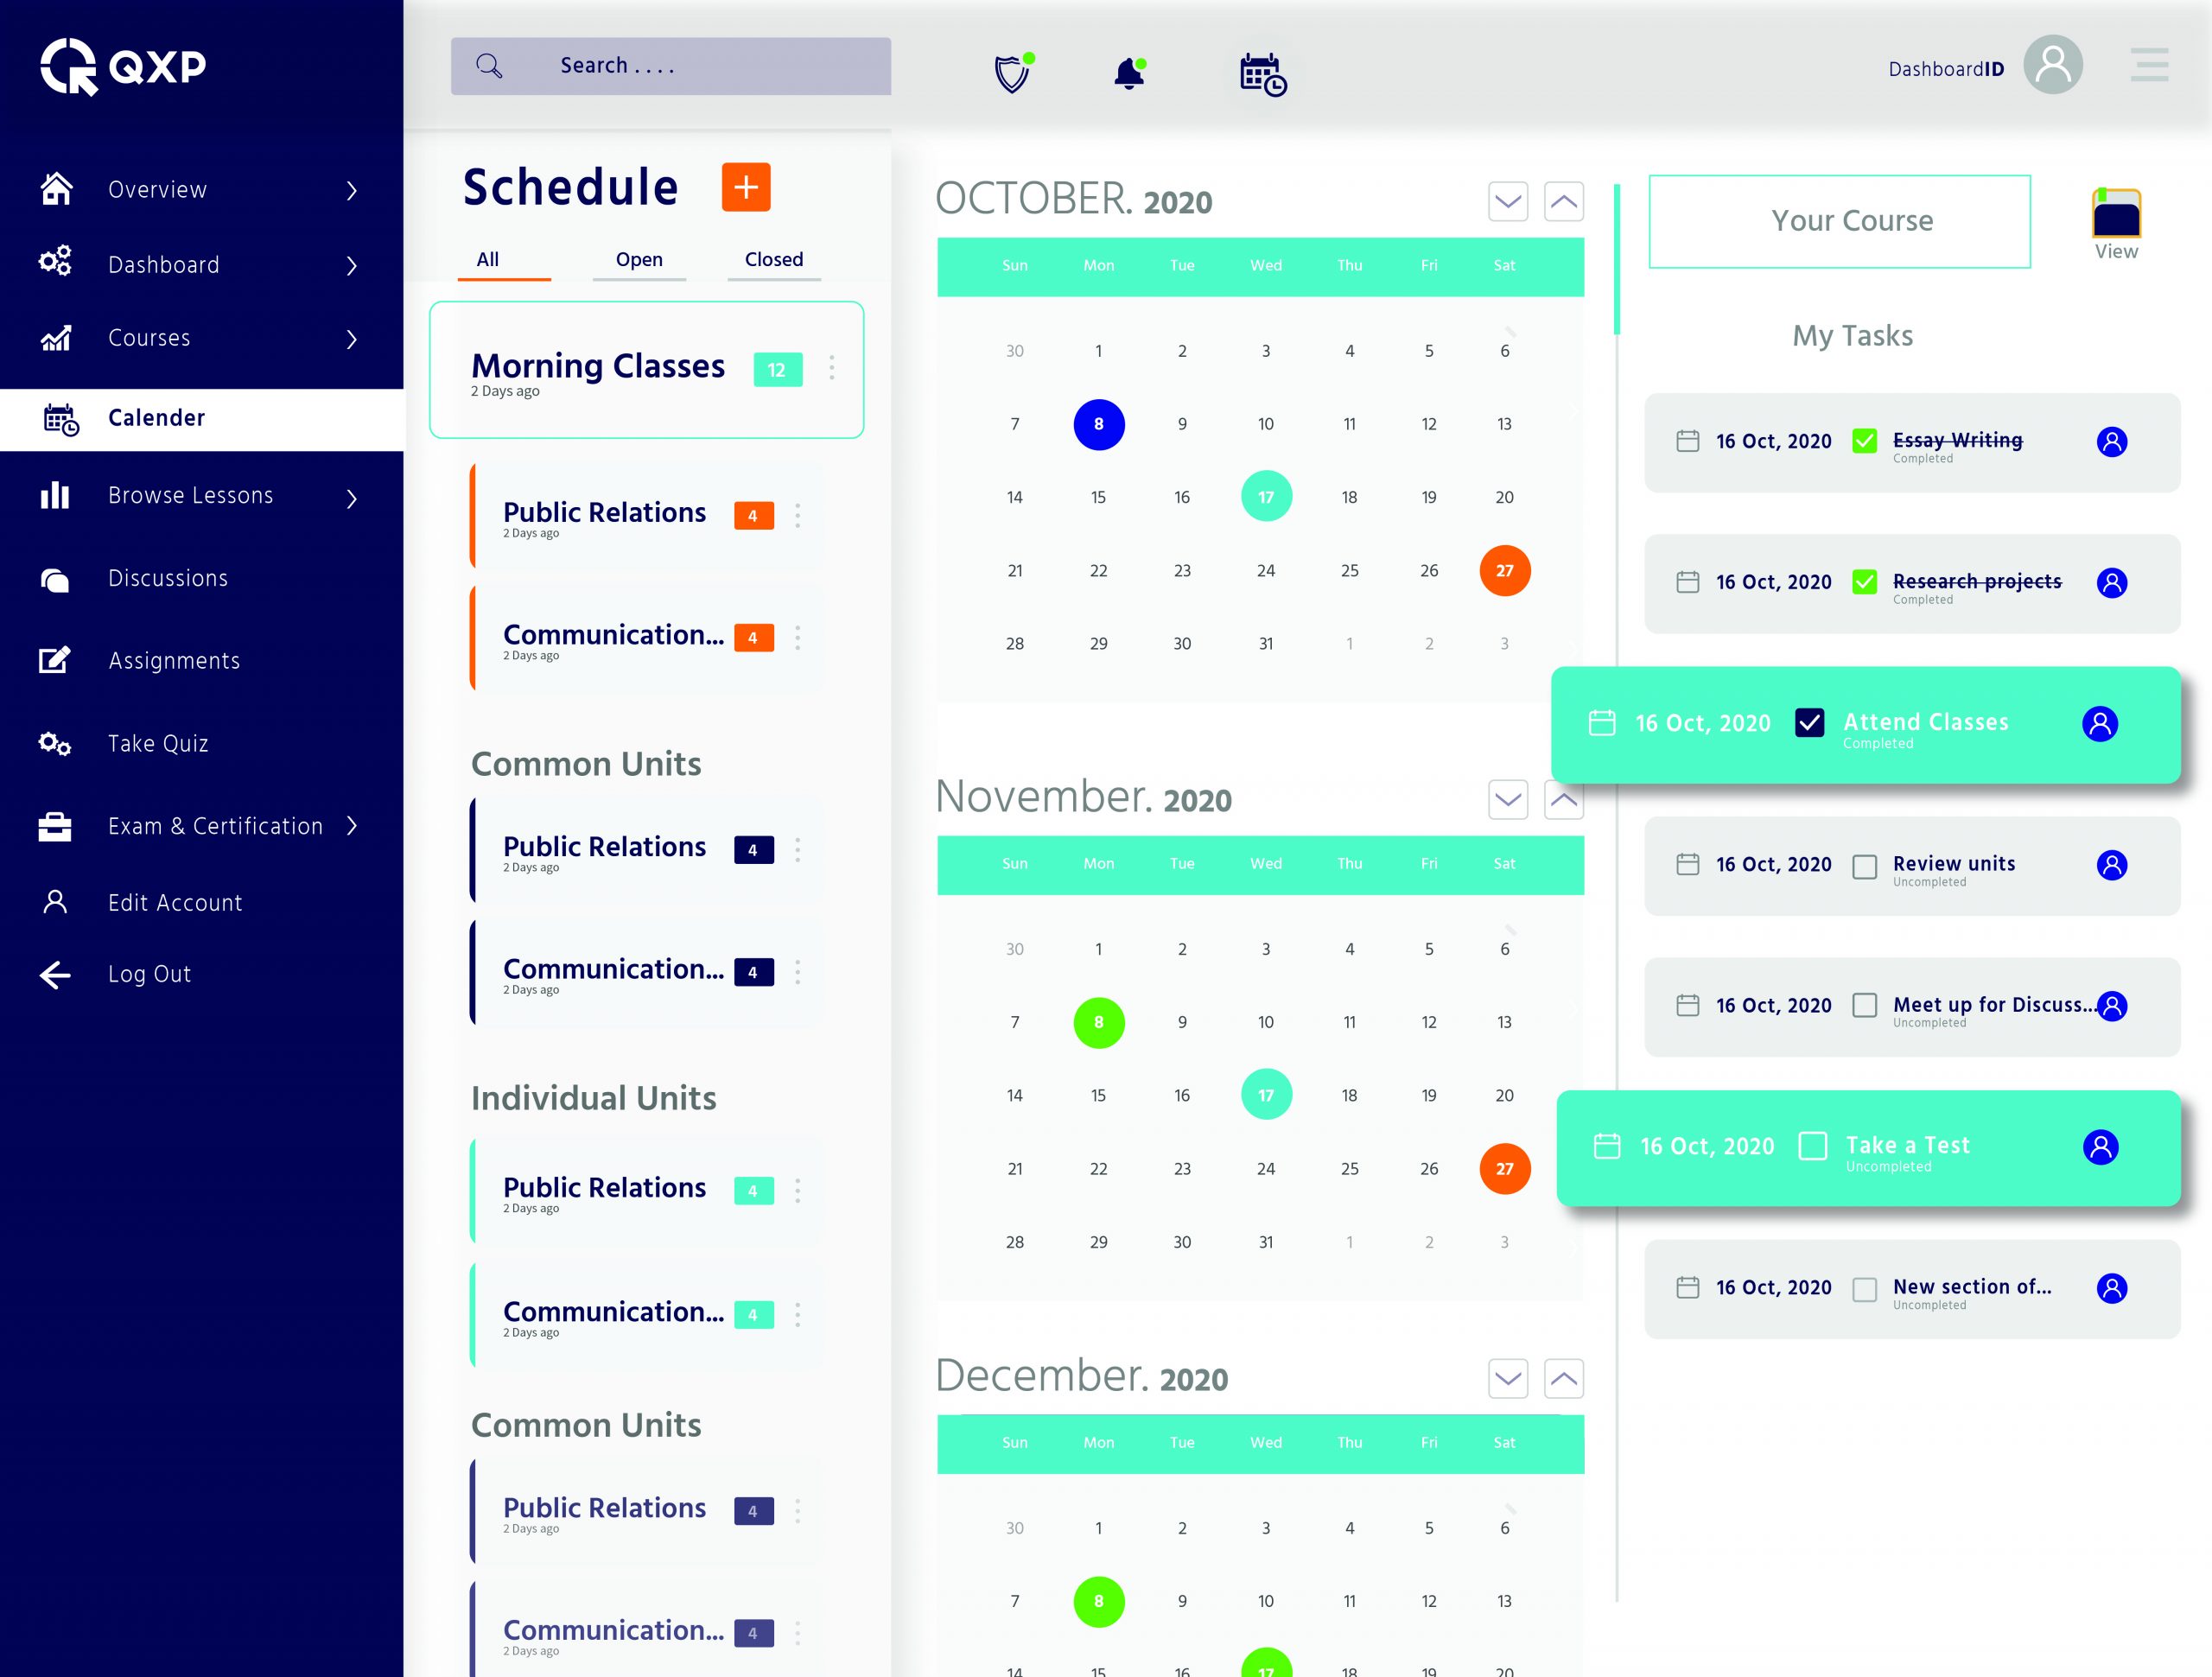 QXP
Search . . . .
DashboardID
Overview
Dashboard
Courses
Calender
Browse Lessons
Discussions
Assignments
Take Quiz
Exam & Certification
Edit Account
Log Out
Schedule
All Open Closed
Morning Classes 12
2 Days ago
Public Relations 4
2 Days ago
Communication... 4
2 Days ago
Common Units
Public Relations 4
2 Days ago
Communication... 4
2 Days ago
Individual Units
Public Relations 4
2 Days ago
Communication... 4
2 Days ago
Common Units
Public Relations 4
2 Days ago
Communication... 4
2 Days ago
OCTOBER. 2020
Sun Mon Tue Wed Thu Fri Sat
30 1 2 3 4 5 6
7 8 9 10 11 12 13
14 15 16 17 18 19 20
21 22 23 24 25 26 27
28 29 30 31 1 2 3
November. 2020
Sun Mon Tue Wed Thu Fri Sat
30 1 2 3 4 5 6
7 8 9 10 11 12 13
14 15 16 17 18 19 20
21 22 23 24 25 26 27
28 29 30 31 1 2 3
December. 2020
Sun Mon Tue Wed Thu Fri Sat
30 1 2 3 4 5 6
7 8 9 10 11 12 13
14 15 16 17 18 19 20
Your Course
View
My Tasks
16 Oct, 2020 Essay Writing
Completed
16 Oct, 2020 Research projects
Completed
16 Oct, 2020 Attend Classes
Completed
16 Oct, 2020 Review units
Uncompleted
16 Oct, 2020 Meet up for Discuss...
Uncompleted
16 Oct, 2020 Take a Test
Uncompleted
16 Oct, 2020 New section of...
Uncompleted